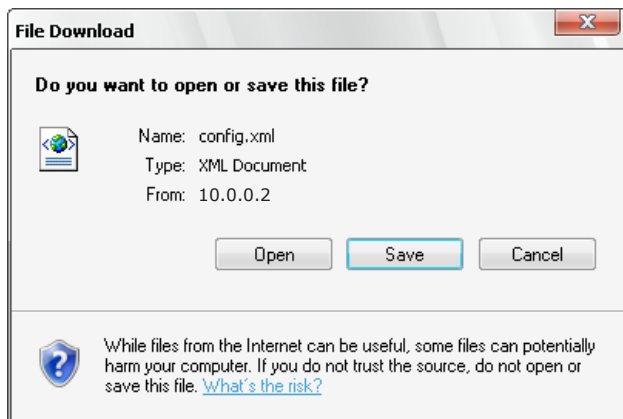 File Download
Do you want to open or save this file?
Name: config.xml
Type: XML Document
From: 10.0.0.2
Open Save Cancel
While files from the Internet can be useful, some files can potentially
harm your computer. If you do not trust the source, do not open or
save this file. What's the risk?